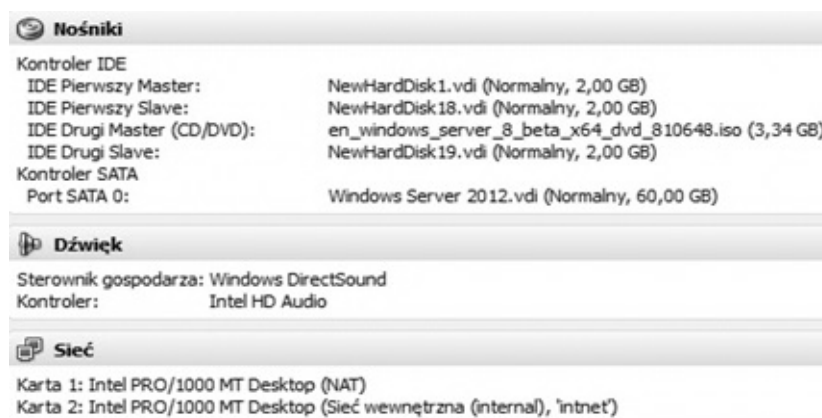 Nośniki
Kontroler IDE
IDE Pierwszy Master: NewHardDisk1.vdi (Normalny, 2,00 GB)
IDE Pierwszy Slave: NewHardDisk18.vdi (Normalny, 2,00 GB)
IDE Drugi Master (CD/DVD): en_windows_server_8_beta_x64_dvd_810648.iso (3,34 GB)
IDE Drugi Slave: NewHardDisk19.vdi (Normalny, 2,00 GB)
Kontroler SATA
Port SATA 0: Windows Server 2012.vdi (Normalny, 60,00 GB)
Dźwięk
Sterownik gospodarza: Windows DirectSound
Kontroler: Intel HD Audio
Sieć
Karta 1: Intel PRO/1000 MT Desktop (NAT)
Karta 2: Intel PRO/1000 MT Desktop (Sieć wewnętrzna (internal), 'intnet')